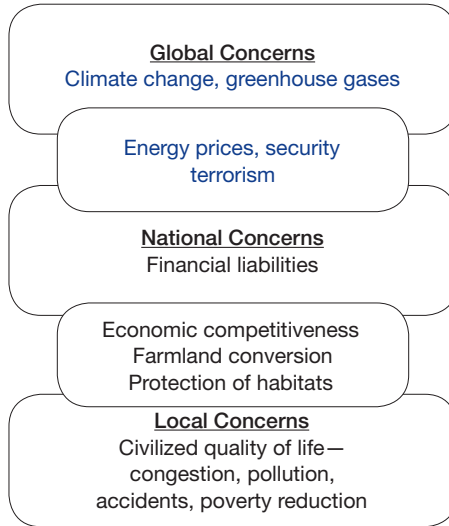 Global Concerns
Climate change, greenhouse gases
Energy prices, security
terrorism
National Concerns
Financial liabilities
Economic competitiveness
Farmland conversion
Protection of habitats
Local Concerns
Civilized quality of life—
congestion, pollution,
accidents, poverty reduction